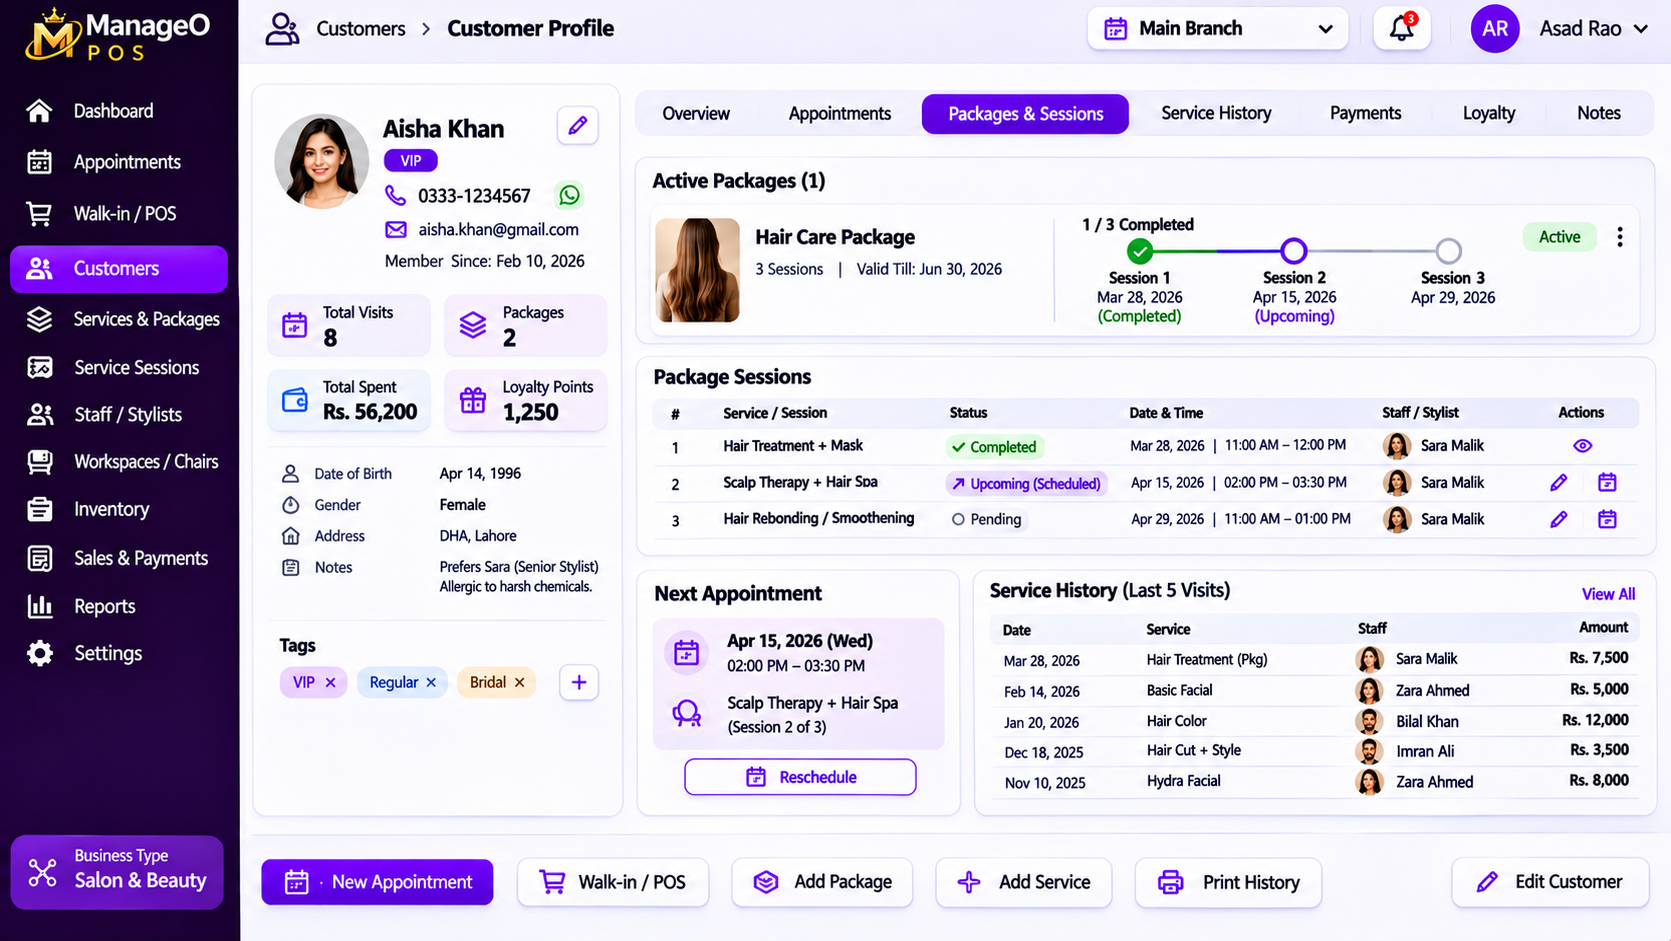 ManageO
POS
Dashboard
Appointments
Walk-in / POS
Customers
Services & Packages
Service Sessions
Staff / Stylists
Workspaces / Chairs
Inventory
Sales & Payments
Reports
Settings
Business Type
Salon & Beauty
Customers > Customer Profile
Main Branch
3
AR
Asad Rao
Aisha Khan
VIP
0333-1234567
aisha.khan@gmail.com
Member Since: Feb 10, 2026
Total Visits
8
Packages
2
Total Spent
Rs. 56,200
Loyalty Points
1,250
Date of Birth Apr 14, 1996
Gender Female
Address DHA, Lahore
Notes Prefers Sara (Senior Stylist)
Allergic to harsh chemicals.
Tags
VIP × Regular × Bridal × +
Overview Appointments Packages & Sessions Service History Payments Loyalty Notes
Active Packages (1)
Hair Care Package
3 Sessions | Valid Till: Jun 30, 2026
1 / 3 Completed
Session 1
Mar 28, 2026
(Completed)
Session 2
Apr 15, 2026
(Upcoming)
Session 3
Apr 29, 2026
Active
Package Sessions
# Service / Session Status Date & Time Staff / Stylist Actions
1 Hair Treatment + Mask Completed Mar 28, 2026 | 11:00 AM – 12:00 PM Sara Malik
2 Scalp Therapy + Hair Spa Upcoming (Scheduled) Apr 15, 2026 | 02:00 PM – 03:30 PM Sara Malik
3 Hair Rebonding / Smoothening Pending Apr 29, 2026 | 11:00 AM – 01:00 PM Sara Malik
Next Appointment
Apr 15, 2026 (Wed)
02:00 PM – 03:30 PM
Scalp Therapy + Hair Spa
(Session 2 of 3)
Reschedule
Service History (Last 5 Visits)
View All
Date Service Staff Amount
Mar 28, 2026 Hair Treatment (Pkg) Sara Malik Rs. 7,500
Feb 14, 2026 Basic Facial Zara Ahmed Rs. 5,000
Jan 20, 2026 Hair Color Bilal Khan Rs. 12,000
Dec 18, 2025 Hair Cut + Style Imran Ali Rs. 3,500
Nov 10, 2025 Hydra Facial Zara Ahmed Rs. 8,000
New Appointment
Walk-in / POS
Add Package
Add Service
Print History
Edit Customer